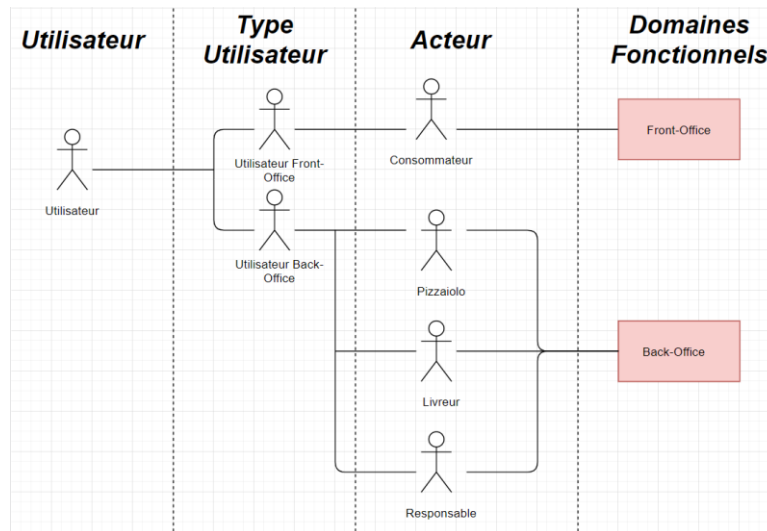 Utilisateur
Type
Utilisateur
Acteur
Domaines
Fonctionnels
Utilisateur
Utilisateur Front-
Office
Utilisateur Back-
Office
Consommateur
Pizzaiolo
Livreur
Responsable
Front-Office
Back-Office